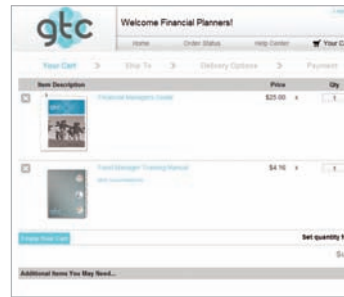 gtc
Welcome Financial Planners!
Home Order Status Help Center Your C
Your Cart > Ship To > Delivery Options > Payment
Item Description Price Qty
Financial Managers Guide $25.00 x 1
Fund Manager Training Manual $4.16 x 1
Empty Your Cart
Set quantity f
Additional Items You May Need...